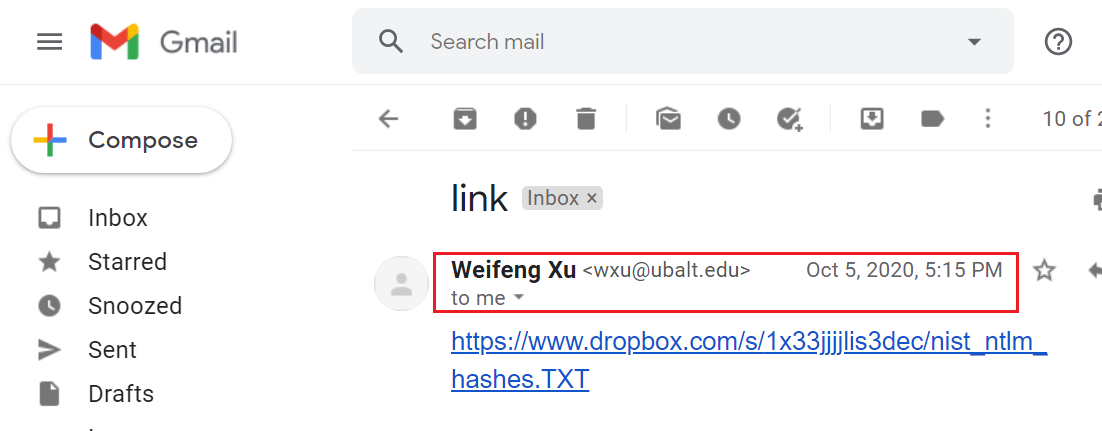 Gmail
Search mail
Compose
10 of
link Inbox ×
Inbox
Starred
Snoozed
Sent
Drafts
Weifeng Xu <wxu@ubalt.edu> Oct 5, 2020, 5:15 PM
to me
https://www.dropbox.com/s/1x33jjjjlis3dec/nist_ntlm_
hashes.TXT